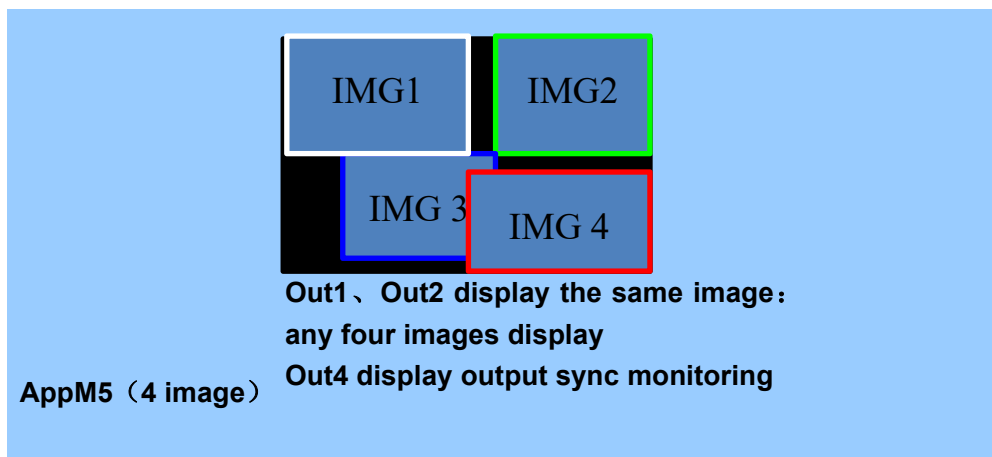 IMG1
IMG2
IMG 3
IMG 4
Out1、Out2 display the same image：
any four images display
Out4 display output sync monitoring
AppM5（4 image）